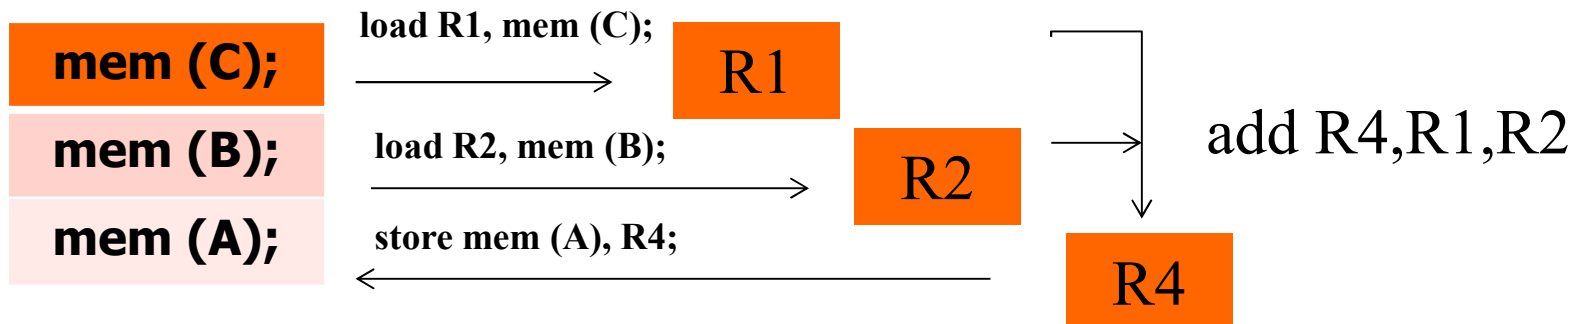 load R1, mem (C);
mem (C);
R1
add R4,R1,R2
load R2, mem (B);
mem (B);
R2
store mem (A), R4;
mem (A);
R4